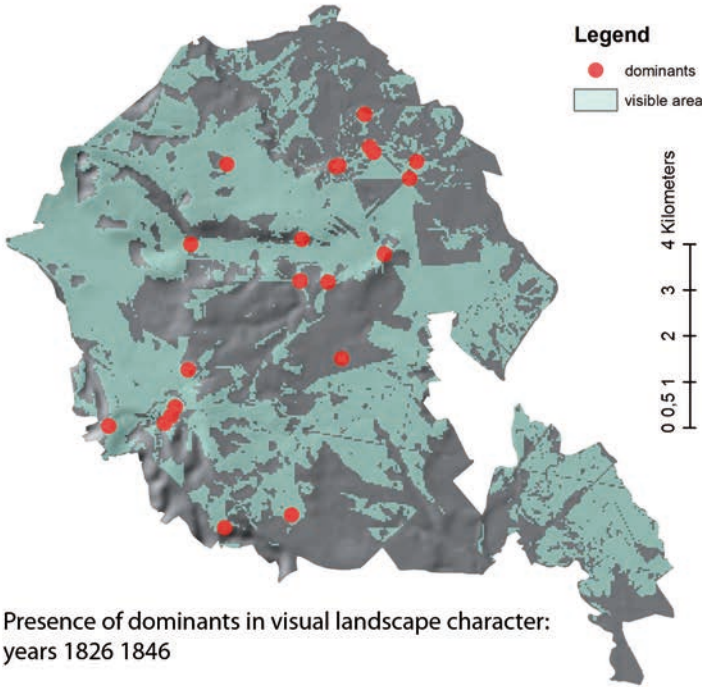 Legend
dominants
visible area
0 0,5 1 2 3 4 Kilometers
Presence of dominants in visual landscape character:
years 1826 1846